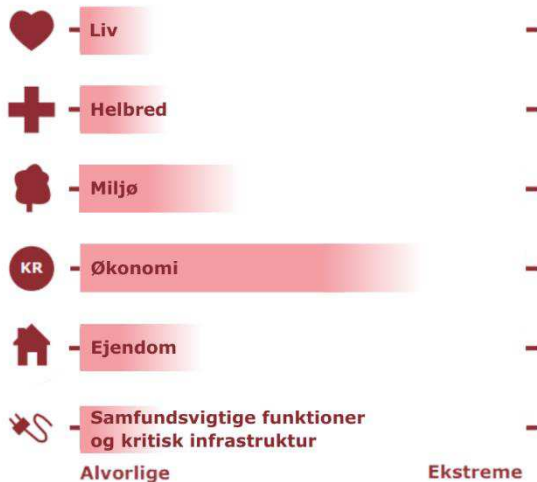 Liv
Helbred
Miljø
KR
Økonomi
Ejendom
Samfundsvigtige funktioner
og kritisk infrastruktur
Alvorlige
Ekstreme